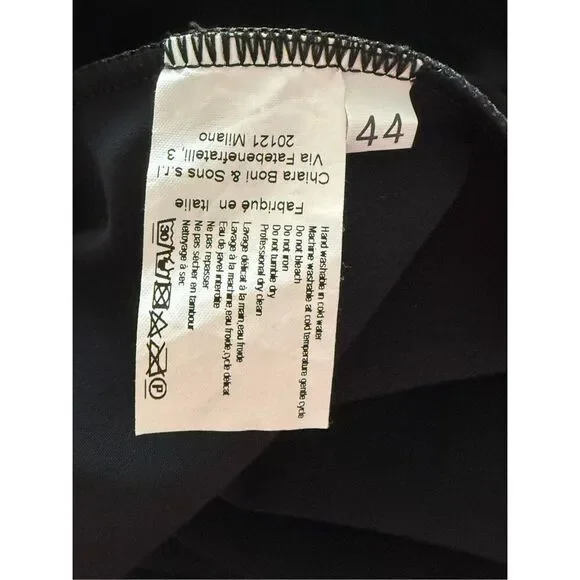 44
Fabriqué en italie
Chiara Boni & Sons s.r.l
Via Fatebenefratelli, 3
20121 Milano
Hand washable in cold water
Machine washable at cold temperature gentle cycle
Do not bleach
Do not iron
Do not tumble dry
Professional dry clean
Lavage délicat à la main,eau froide
Lavage à la machine,eau froide,cycle délicat
Eau de javel interdite
Ne pas repasser
Ne pas sécher en tambour
Nettoyage à sec
30
P